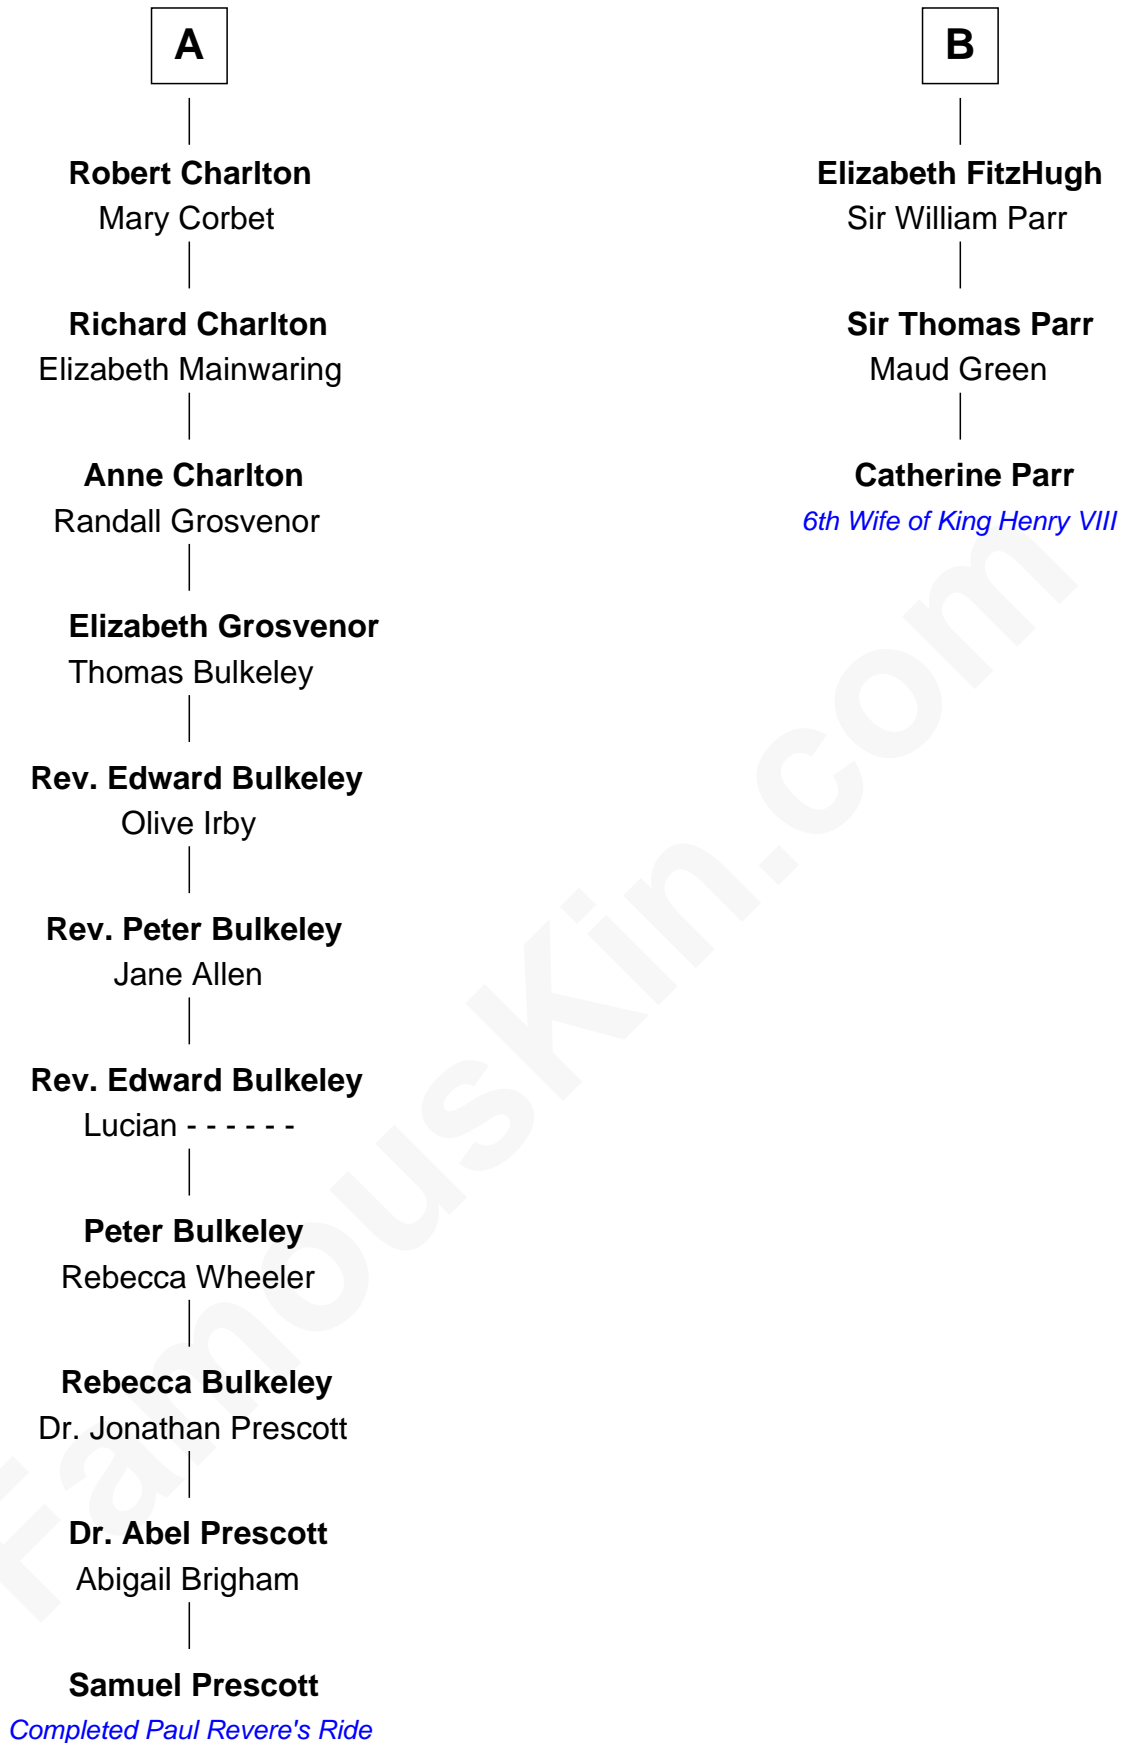 A
Robert Charlton
Mary Corbet
Richard Charlton
Elizabeth Mainwaring
Anne Charlton
Randall Grosvenor
Elizabeth Grosvenor
Thomas Bulkeley
Rev. Edward Bulkeley
Olive Irby
Rev. Peter Bulkeley
Jane Allen
Rev. Edward Bulkeley
Lucian - - - - - -
Peter Bulkeley
Rebecca Wheeler
Rebecca Bulkeley
Dr. Jonathan Prescott
Dr. Abel Prescott
Abigail Brigham
Samuel Prescott
Completed Paul Revere's Ride
B
Elizabeth FitzHugh
Sir William Parr
Sir Thomas Parr
Maud Green
Catherine Parr
6th Wife of King Henry VIII
FamousKin.com